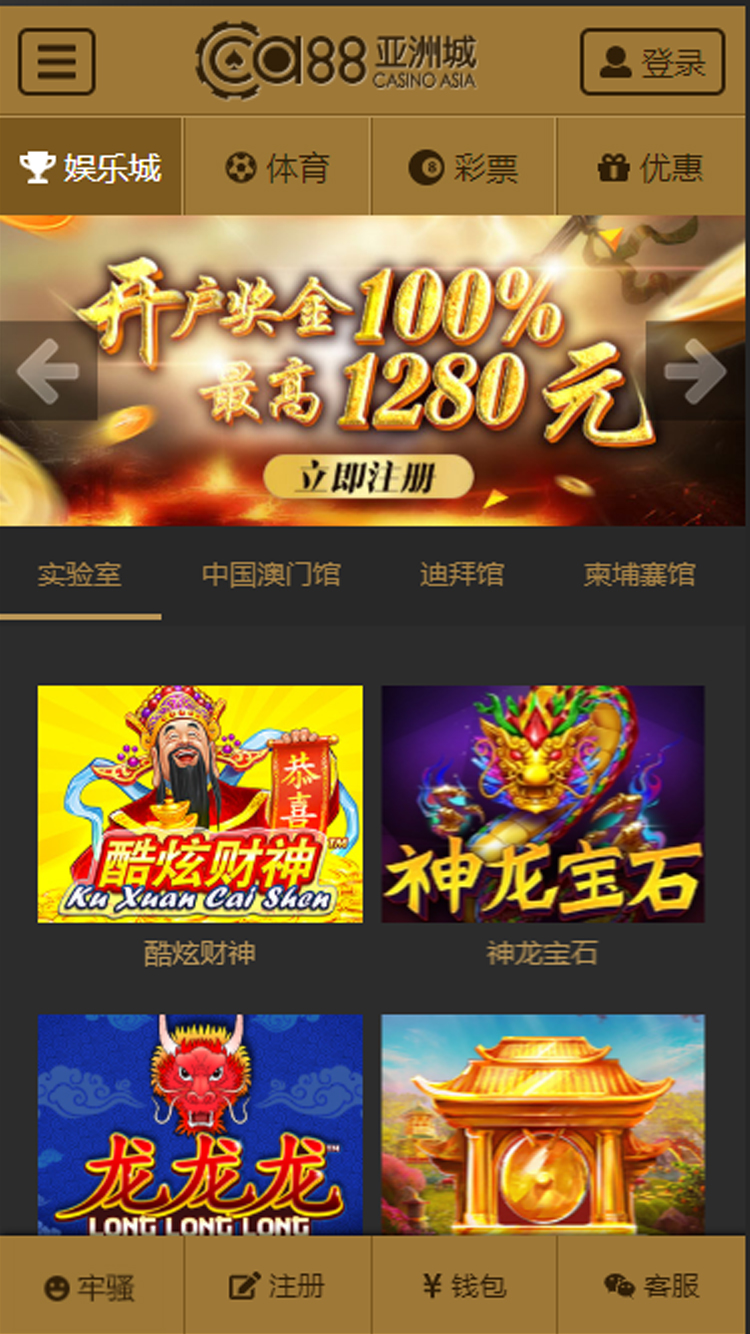 ca88 亚洲城
CASINO ASIA
登录
娱乐城 体育 彩票 优惠
开户奖金100%
最高1280元
立即注册
实验室 中国澳门馆 迪拜馆 柬埔寨馆
恭喜
酷炫财神™
Ku Xuan Cai Shen
神龙宝石
酷炫财神 神龙宝石
龙龙龙™
LONG LONG LONG
牢骚 注册 ¥ 钱包 客服